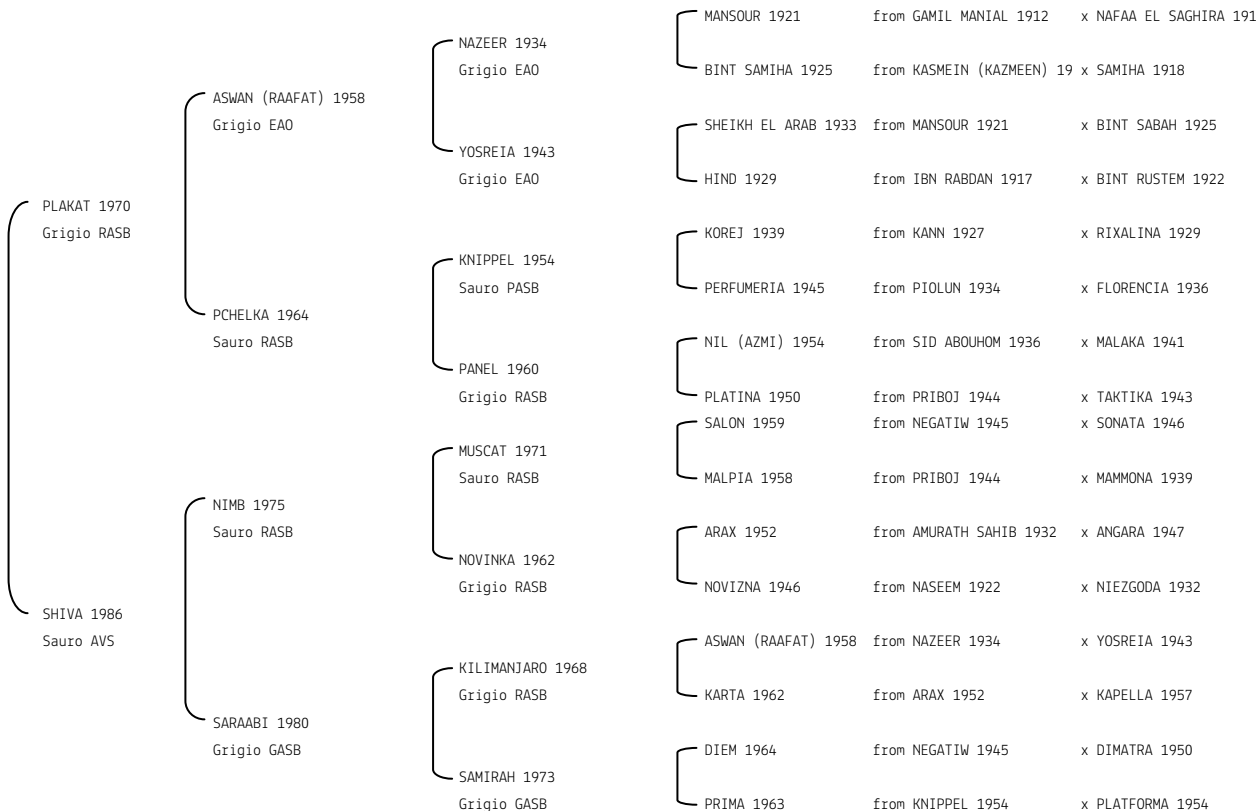 MANSOUR 1921 from GAMIL MANIAL 1912 x NAFAA EL SAGHIRA 191
NAZEER 1934
Grigio EAO
BINT SAMIHA 1925 from KASMEIN (KAZMEEN) 19 x SAMIHA 1918
ASWAN (RAAFAT) 1958
Grigio EAO
SHEIKH EL ARAB 1933 from MANSOUR 1921 x BINT SABAH 1925
YOSREIA 1943
Grigio EAO
HIND 1929 from IBN RABDAN 1917 x BINT RUSTEM 1922
PLAKAT 1970
Grigio RASB
KOREJ 1939 from KANN 1927 x RIXALINA 1929
KNIPPEL 1954
Sauro PASB
PERFUMERIA 1945 from PIOLUN 1934 x FLORENCIA 1936
PCHELKA 1964
Sauro RASB
NIL (AZMI) 1954 from SID ABOUHOM 1936 x MALAKA 1941
PANEL 1960
Grigio RASB
PLATINA 1950 from PRIBOJ 1944 x TAKTIKA 1943
SALON 1959 from NEGATIW 1945 x SONATA 1946
MUSCAT 1971
Sauro RASB
MALPIA 1958 from PRIBOJ 1944 x MAMMONA 1939
NIMB 1975
Sauro RASB
ARAX 1952 from AMURATH SAHIB 1932 x ANGARA 1947
NOVINKA 1962
Grigio RASB
NOVIZNA 1946 from NASEEM 1922 x NIEZGODA 1932
SHIVA 1986
Sauro AVS
ASWAN (RAAFAT) 1958 from NAZEER 1934 x YOSREIA 1943
KILIMANJARO 1968
Grigio RASB
KARTA 1962 from ARAX 1952 x KAPELLA 1957
SARAABI 1980
Grigio GASB
DIEM 1964 from NEGATIW 1945 x DIMATRA 1950
SAMIRAH 1973
Grigio GASB
PRIMA 1963 from KNIPPEL 1954 x PLATFORMA 1954